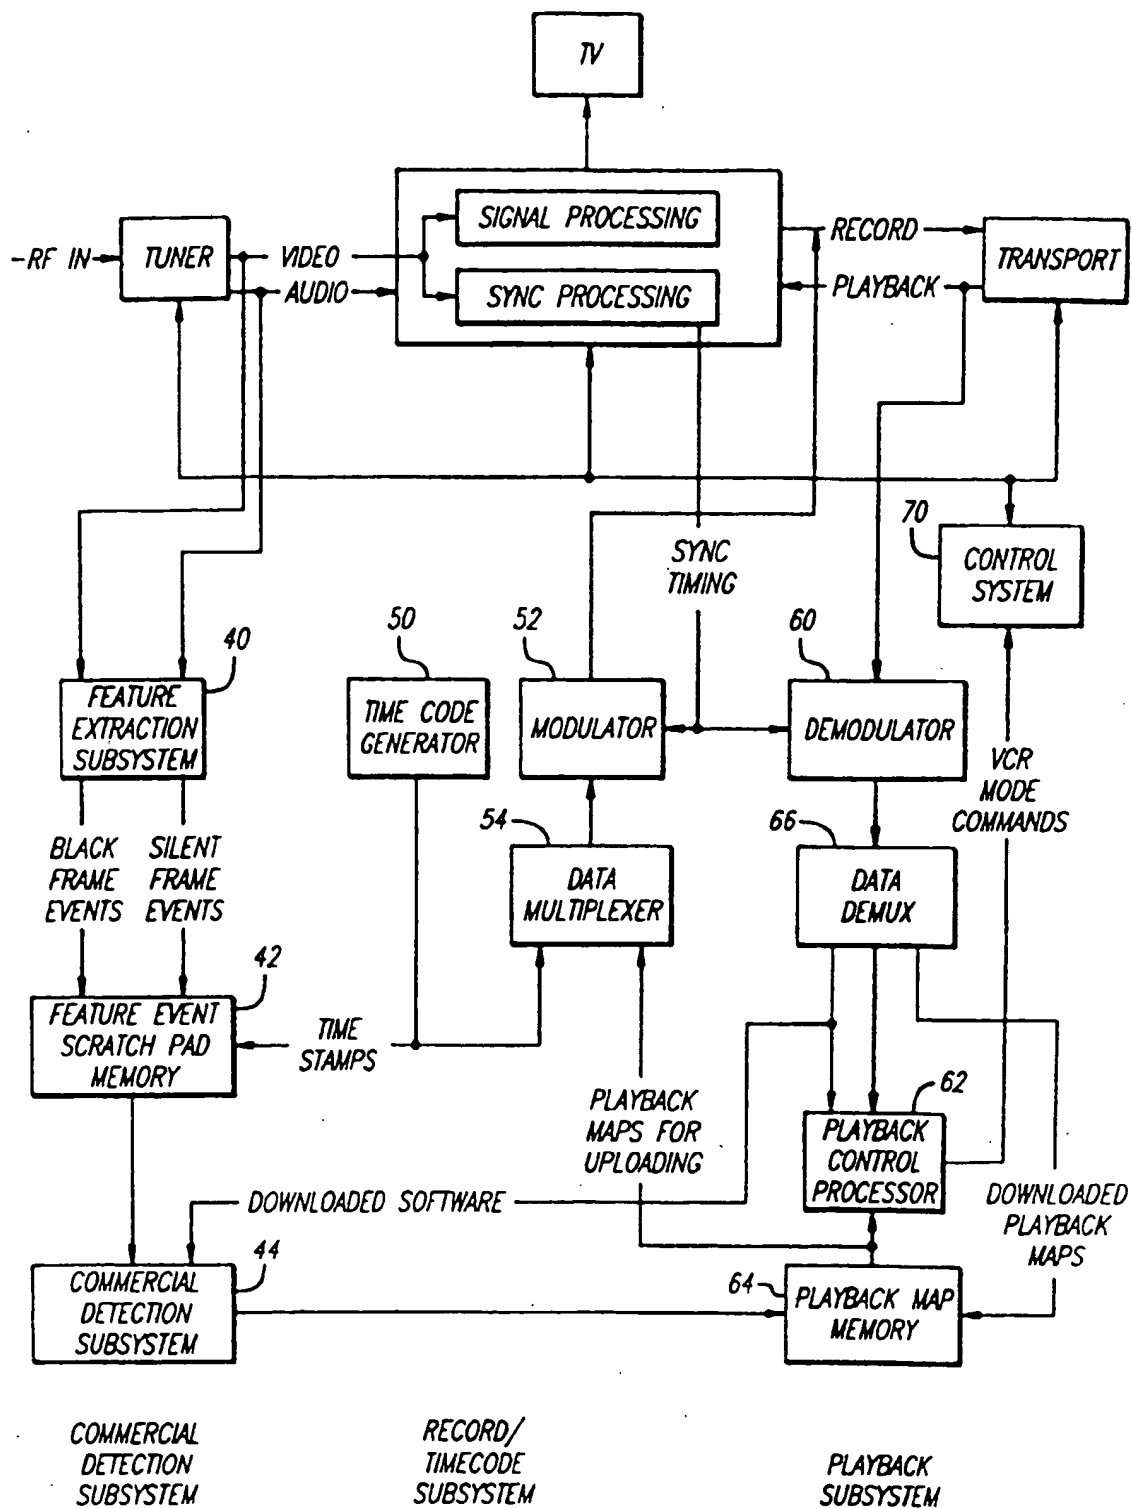 TV
SIGNAL PROCESSING
-RF IN
TUNER
VIDEO
AUDIO
SYNC PROCESSING
RECORD
PLAYBACK
TRANSPORT
70
CONTROL
SYSTEM
SYNC
TIMING
40
50
52
60
FEATURE
EXTRACTION
SUBSYSTEM
TIME CODE
GENERATOR
MODULATOR
DEMODULATOR
VCR
MODE
COMMANDS
BLACK
FRAME
EVENTS
SILENT
FRAME
EVENTS
54
DATA
MULTIPLEXER
66
DATA
DEMUX
42
FEATURE EVENT
SCRATCH PAD
MEMORY
TIME
STAMPS
PLAYBACK
MAPS FOR
UPLOADING
62
PLAYBACK
CONTROL
PROCESSOR
DOWNLOADED SOFTWARE
DOWNLOADED
PLAYBACK
MAPS
44
COMMERCIAL
DETECTION
SUBSYSTEM
64
PLAYBACK MAP
MEMORY
COMMERCIAL
DETECTION
SUBSYSTEM
RECORD/
TIMECODE
SUBSYSTEM
PLAYBACK
SUBSYSTEM